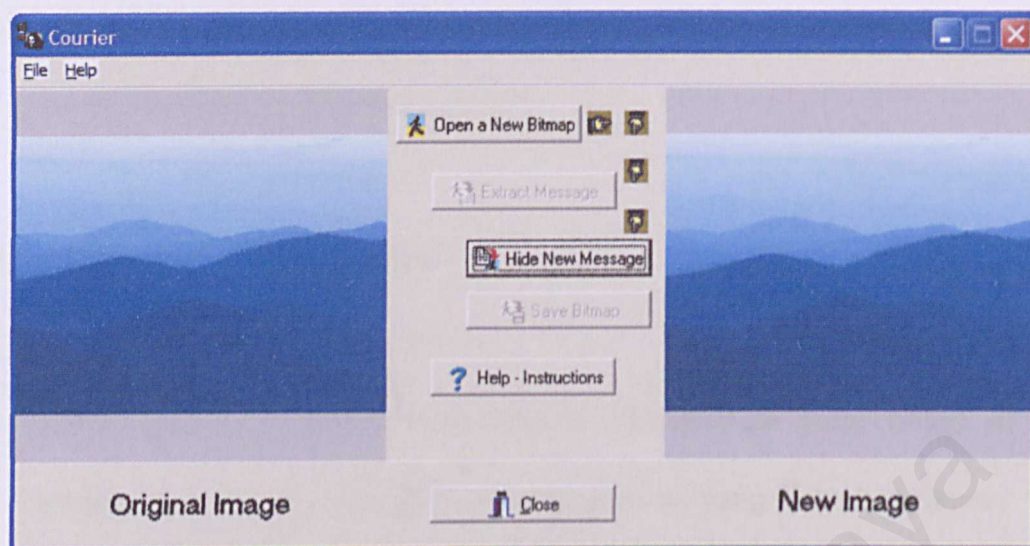 Courier
File Help
Open a New Bitmap
Extract Message
Hide New Message
Save Bitmap
? Help - Instructions
Original Image
Close
New Image
aya